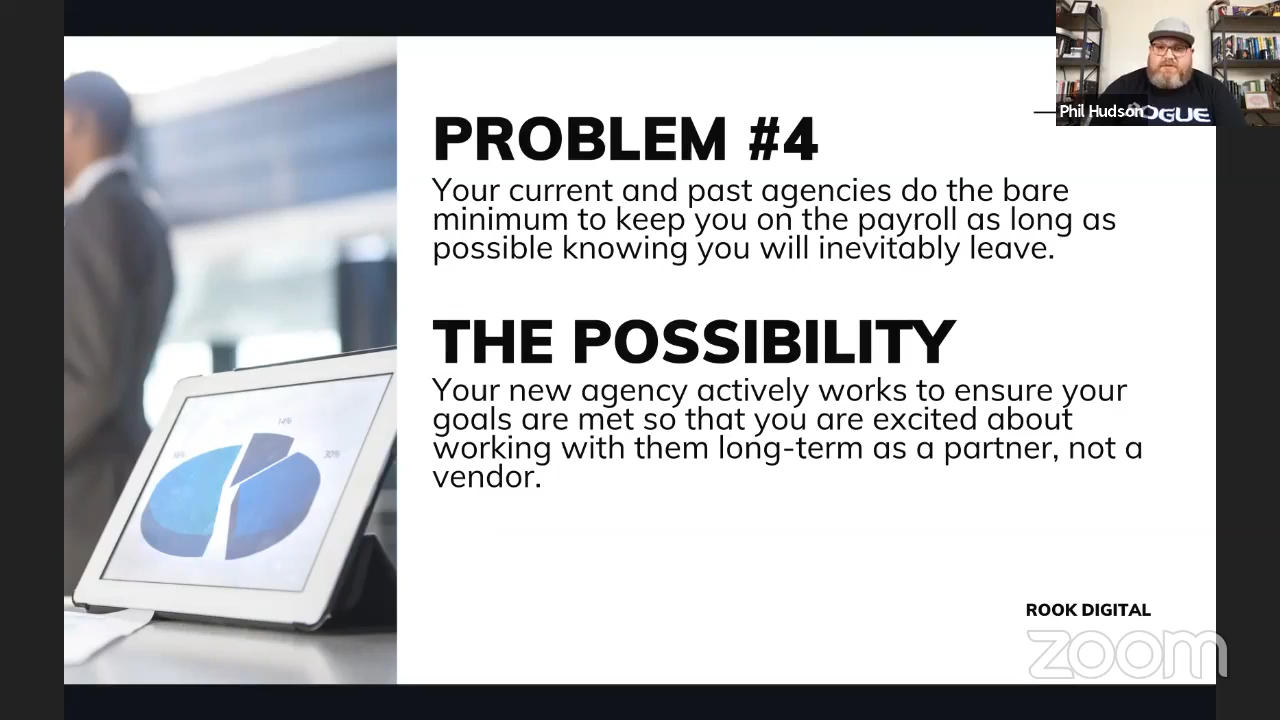 PROBLEM #4
Your current and past agencies do the bare
minimum to keep you on the payroll as long as
possible knowing you will inevitably leave.
THE POSSIBILITY
Your new agency actively works to ensure your
goals are met so that you are excited about
working with them long-term as a partner, not a
vendor.
ROOK DIGITAL
zoom
Phil Hudson
14%
30%